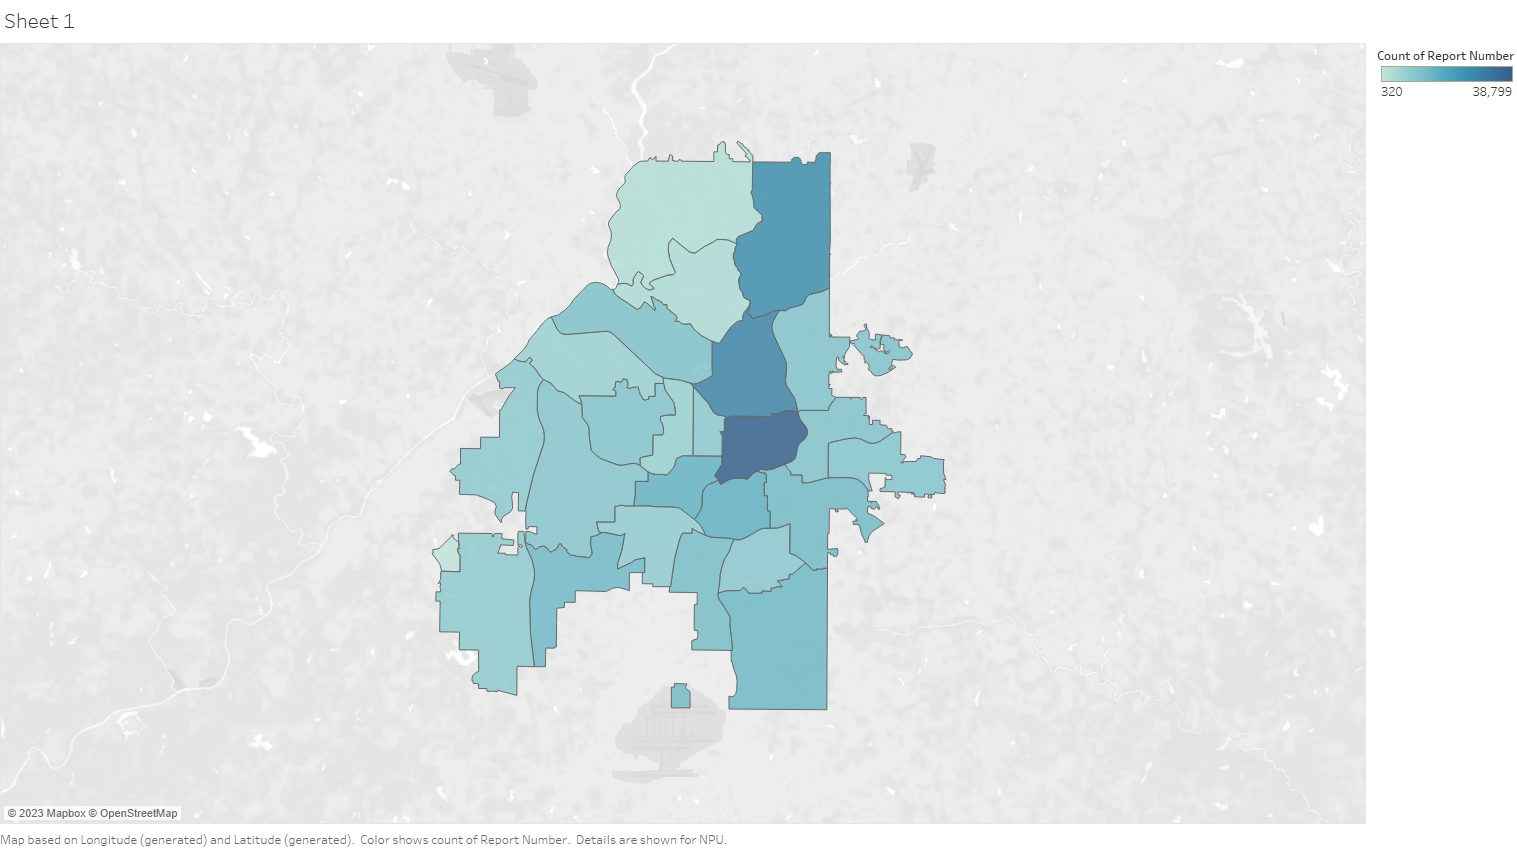 Sheet 1
Count of Report Number
320 38,799
© 2023 Mapbox © OpenStreetMap
Map based on Longitude (generated) and Latitude (generated).  Color shows count of Report Number.  Details are shown for NPU.